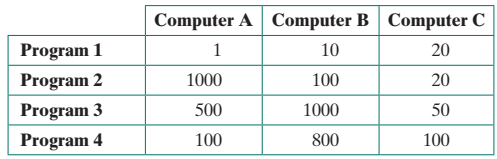 Computer A Computer B Computer C
Program 1 1 10 20
Program 2 1000 100 20
Program 3 500 1000 50
Program 4 100 800 100